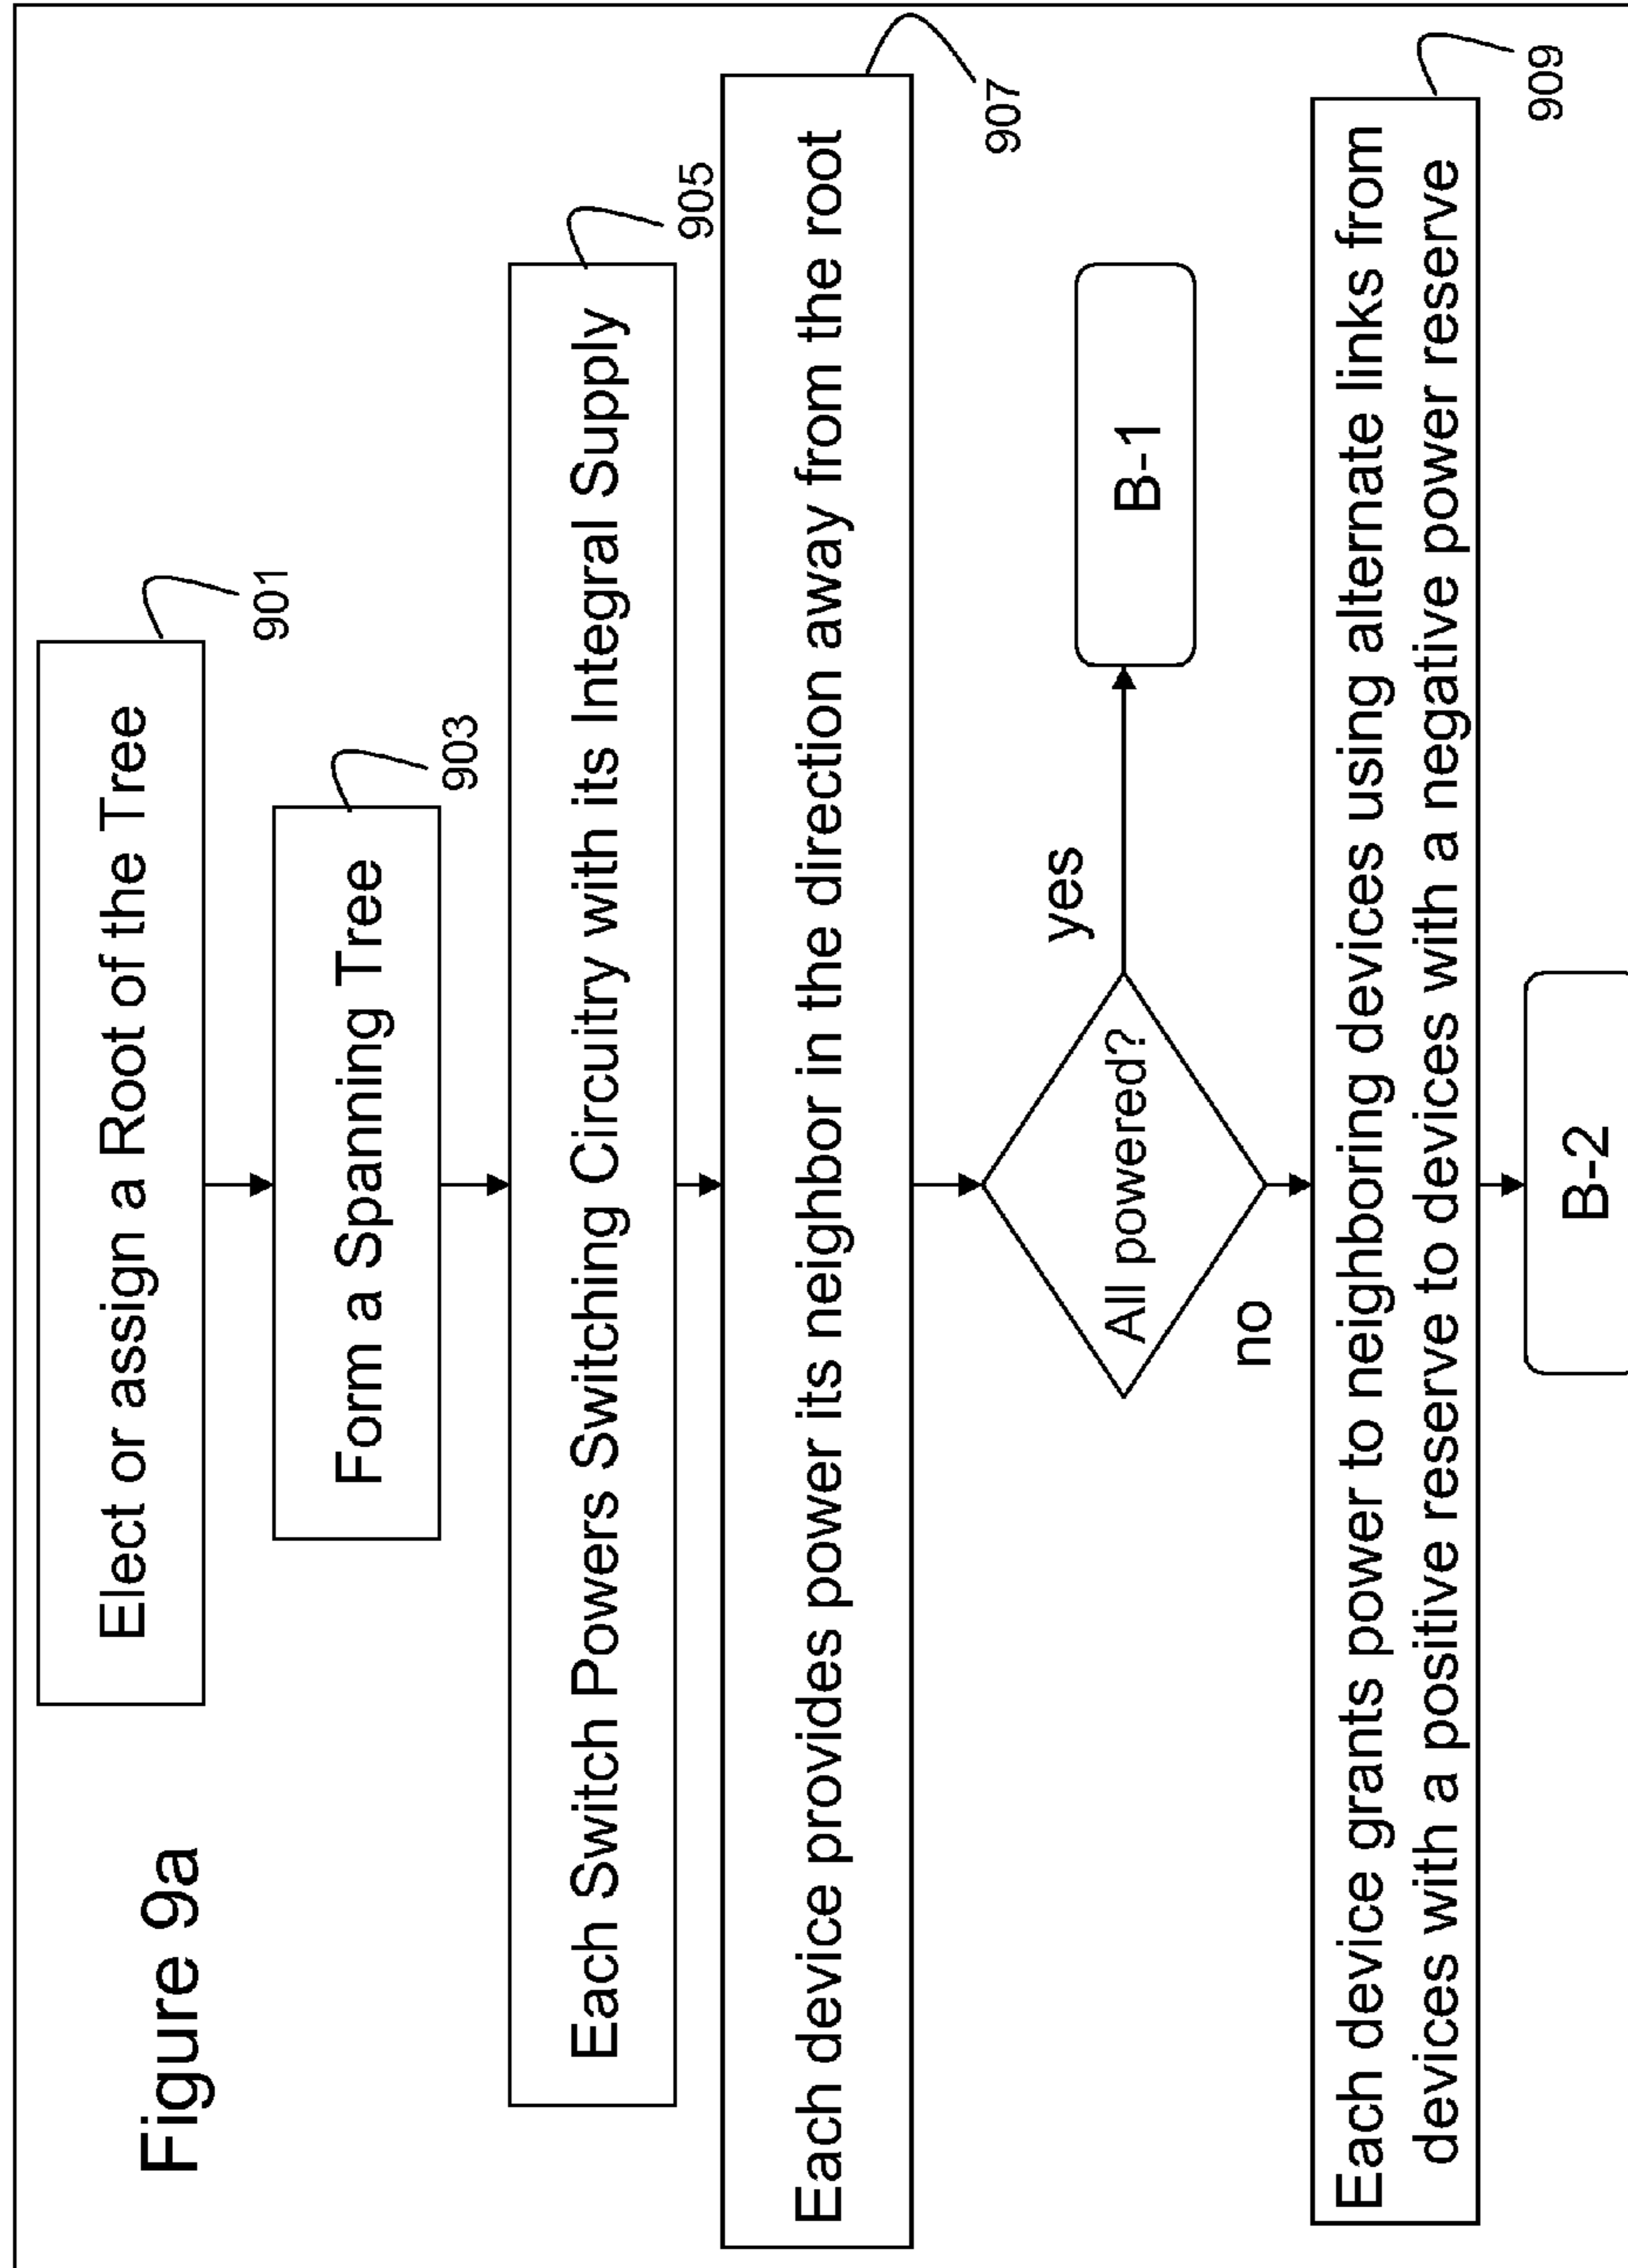 Figure 9a
Elect or assign a Root of the Tree
901
Form a Spanning Tree
903
Each Switch Powers Switching Circuitry with its Integral Supply
905
Each device provides power its neighbor in the direction away from the root
907
All powered?
yes
B-1
no
Each device grants power to neighboring devices using alternate links from
devices with a positive reserve to devices with a negative power reserve
909
B-2